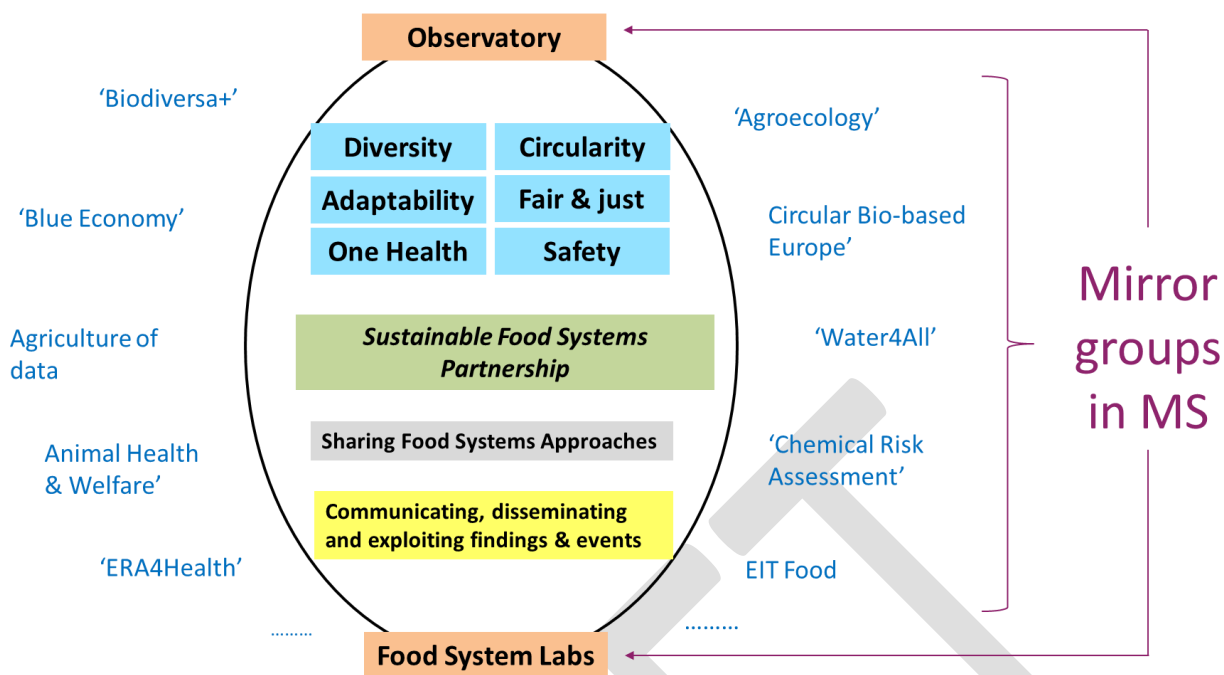 Observatory
‘Biodiversa+’
‘Agroecology’
Diversity
Circularity
Adaptability
Fair & just
‘Blue Economy’
Circular Bio-based
Europe’
One Health
Safety
Mirror
groups
in MS
Agriculture of
data
Sustainable Food Systems
Partnership
‘Water4All’
Sharing Food Systems Approaches
Animal Health
& Welfare’
‘Chemical Risk
Assessment’
Communicating, disseminating
and exploiting findings & events
‘ERA4Health’
EIT Food
.........
.........
Food System Labs